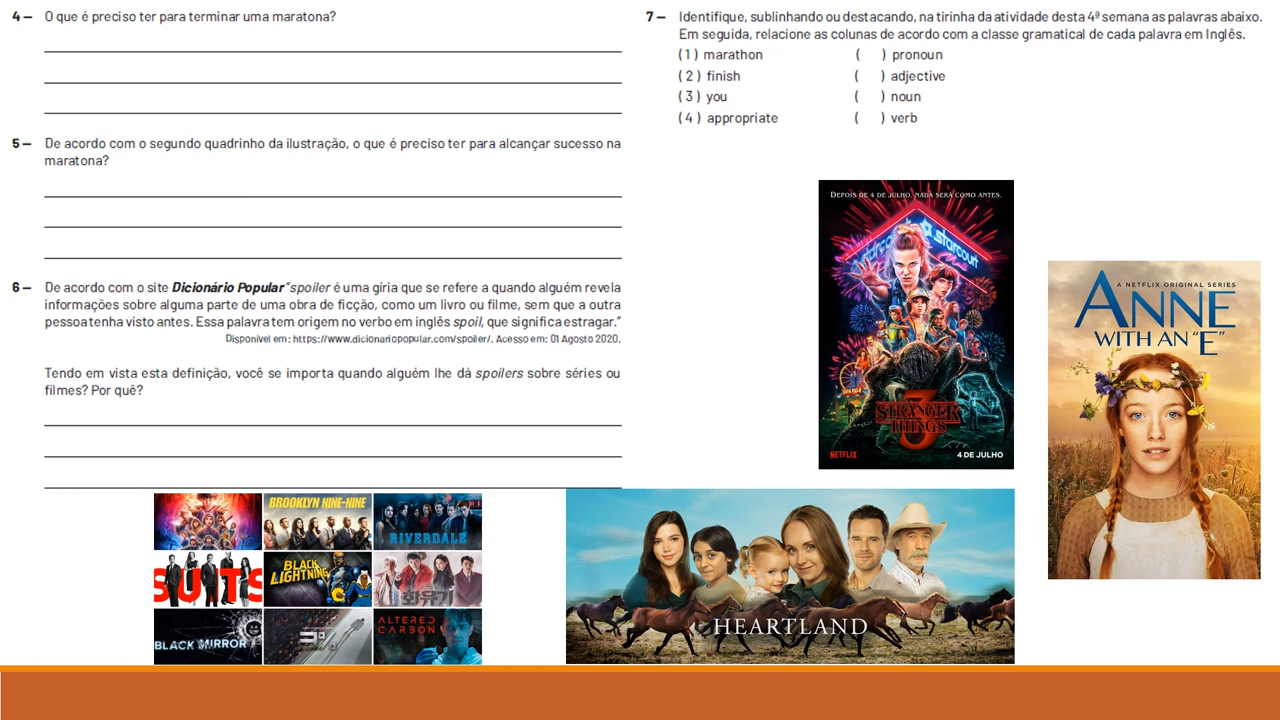 4 – O que é preciso ter para terminar uma maratona?
5 – De acordo com o segundo quadrinho da ilustração, o que é preciso ter para alcançar sucesso na
maratona?
6 – De acordo com o site Dicionário Popular "spoiler é uma gíria que se refere a quando alguém revela
informações sobre alguma parte de uma obra de ficção, como um livro ou filme, sem que a outra
pessoa tenha visto antes. Essa palavra tem origem no verbo em inglês spoil, que significa estragar."
Disponível em: https://www.dicionariopopular.com/spoiler/. Acesso em: 01 Agosto 2020.
Tendo em vista esta definição, você se importa quando alguém lhe dá spoilers sobre séries ou
filmes? Por quê?
7 – Identifique, sublinhando ou destacando, na tirinha da atividade desta 4ª semana as palavras abaixo.
Em seguida, relacione as colunas de acordo com a classe gramatical de cada palavra em Inglês.
(1) marathon ( ) pronoun
(2) finish ( ) adjective
(3) you ( ) noun
(4) appropriate ( ) verb
DEPOIS DE 4 DE JULHO, NADA SERÁ COMO ANTES.
starcourt
STRANGER
THINGS
3
NETFLIX 4 DE JULHO
A NETFLIX ORIGINAL SERIES
ANNE
WITH AN "E"
BROOKLYN NINE-NINE
RIVERDALE
SUITS
BLACK
LIGHTNING
화유기
BLACK MIRROR
3%
ALTERED
CARBON
HEARTLAND